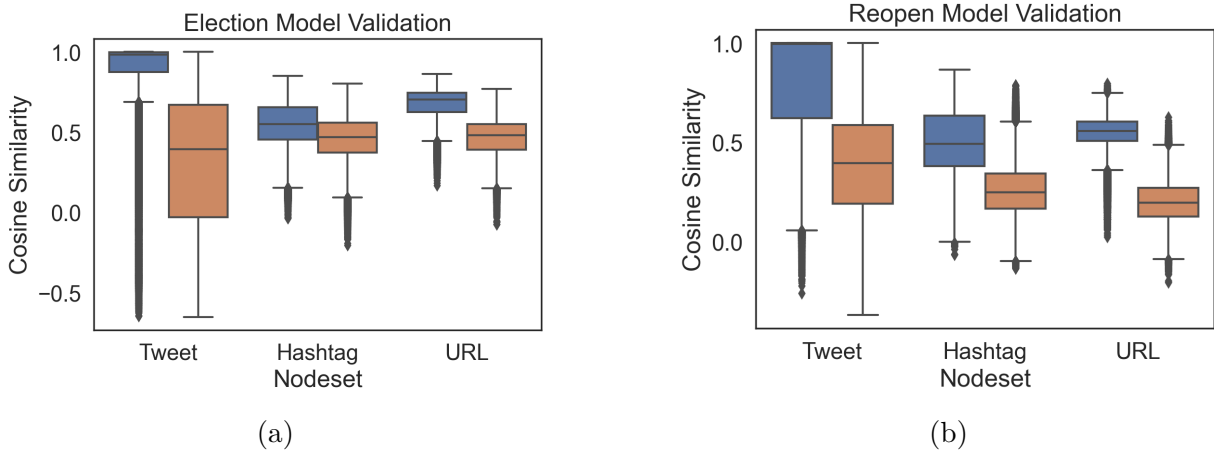 Election Model Validation
Cosine Similarity
1.0
0.5
0.0
−0.5
Tweet Hashtag URL
Nodeset
(a)
Reopen Model Validation
Cosine Similarity
1.0
0.5
0.0
Tweet Hashtag URL
Nodeset
(b)